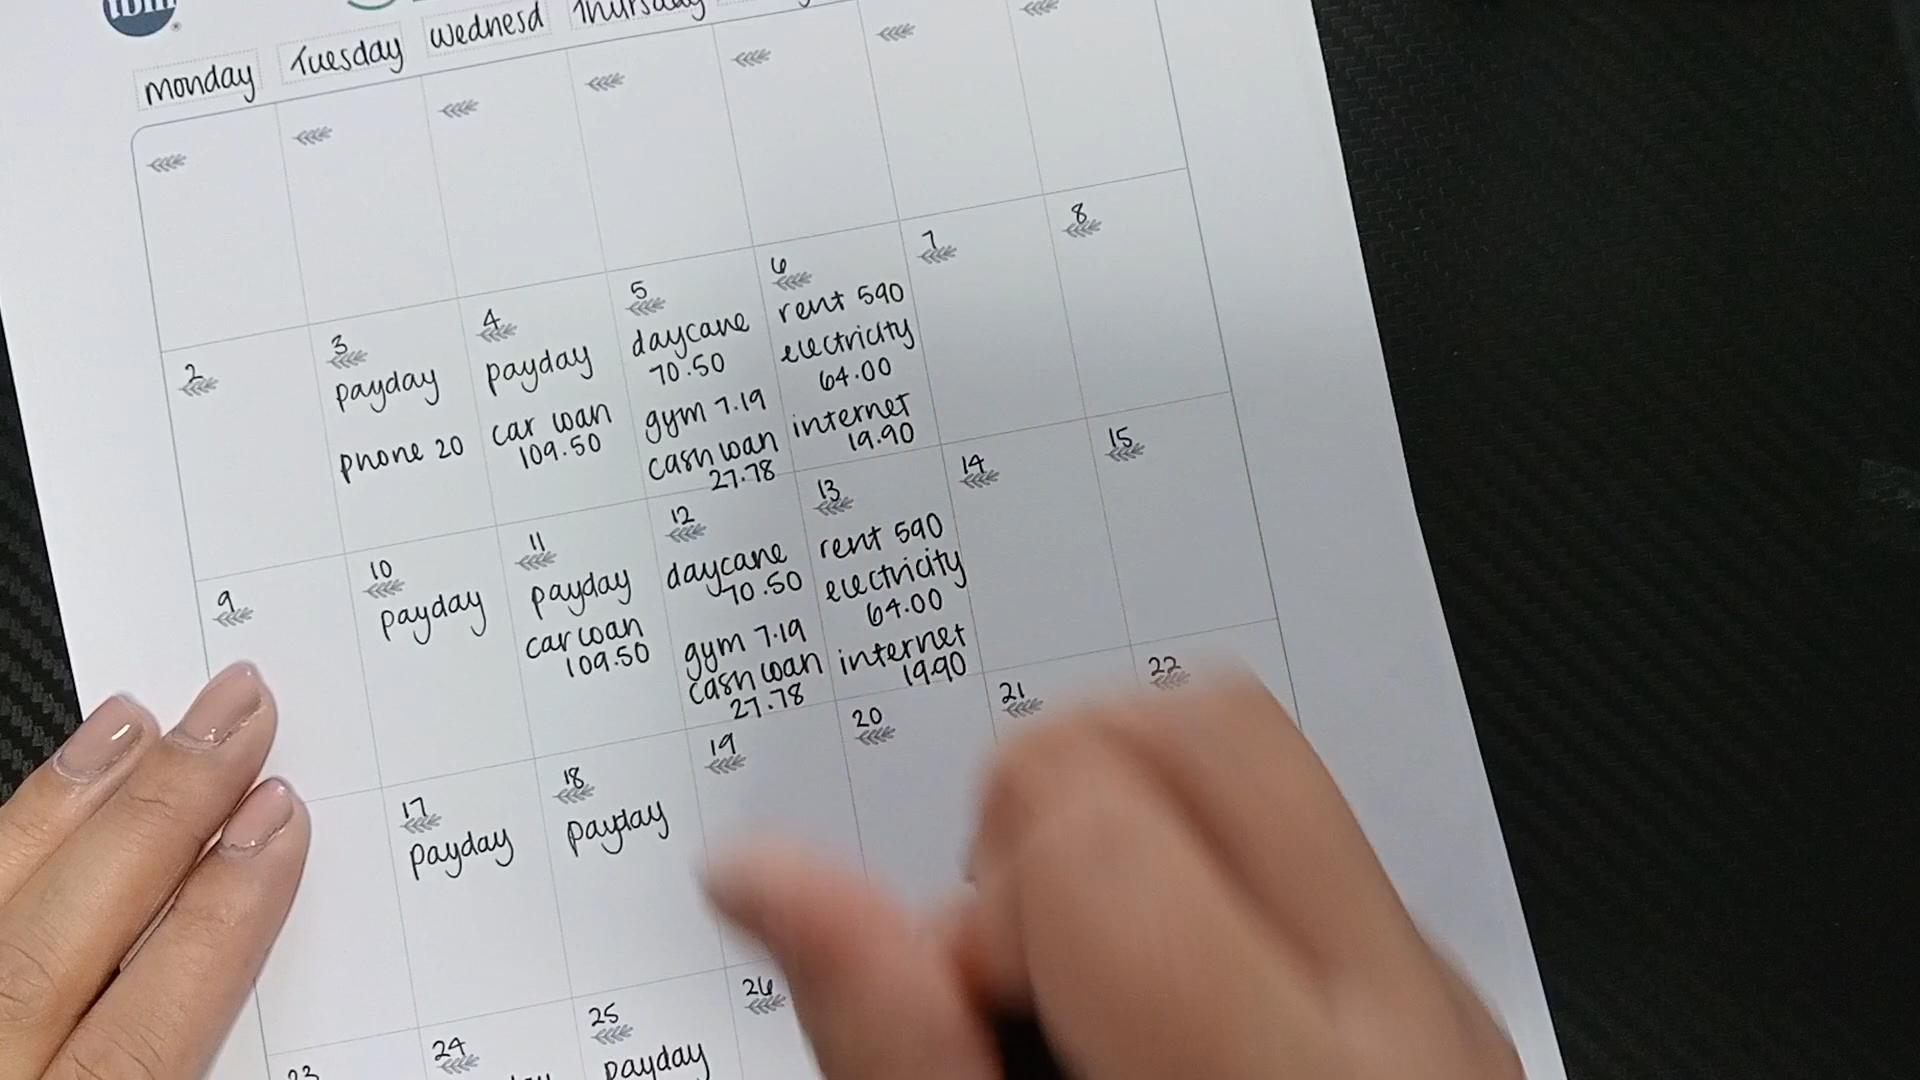 monday Tuesday wednesd Thursday
2
3
payday
phone 20
4
payday
car loan
109.50
5
daycare
70.50
gym 7.19
cash loan
27.78
6
rent 590
electricity
64.00
internet
19.90
7
8
9
10
payday
11
payday
car loan
109.50
12
daycare
70.50
gym 7.19
cash loan
27.78
13
rent 590
electricity
64.00
internet
19.90
14
15
17
payday
18
payday
19
20
21
22
23
24
25
payday
26